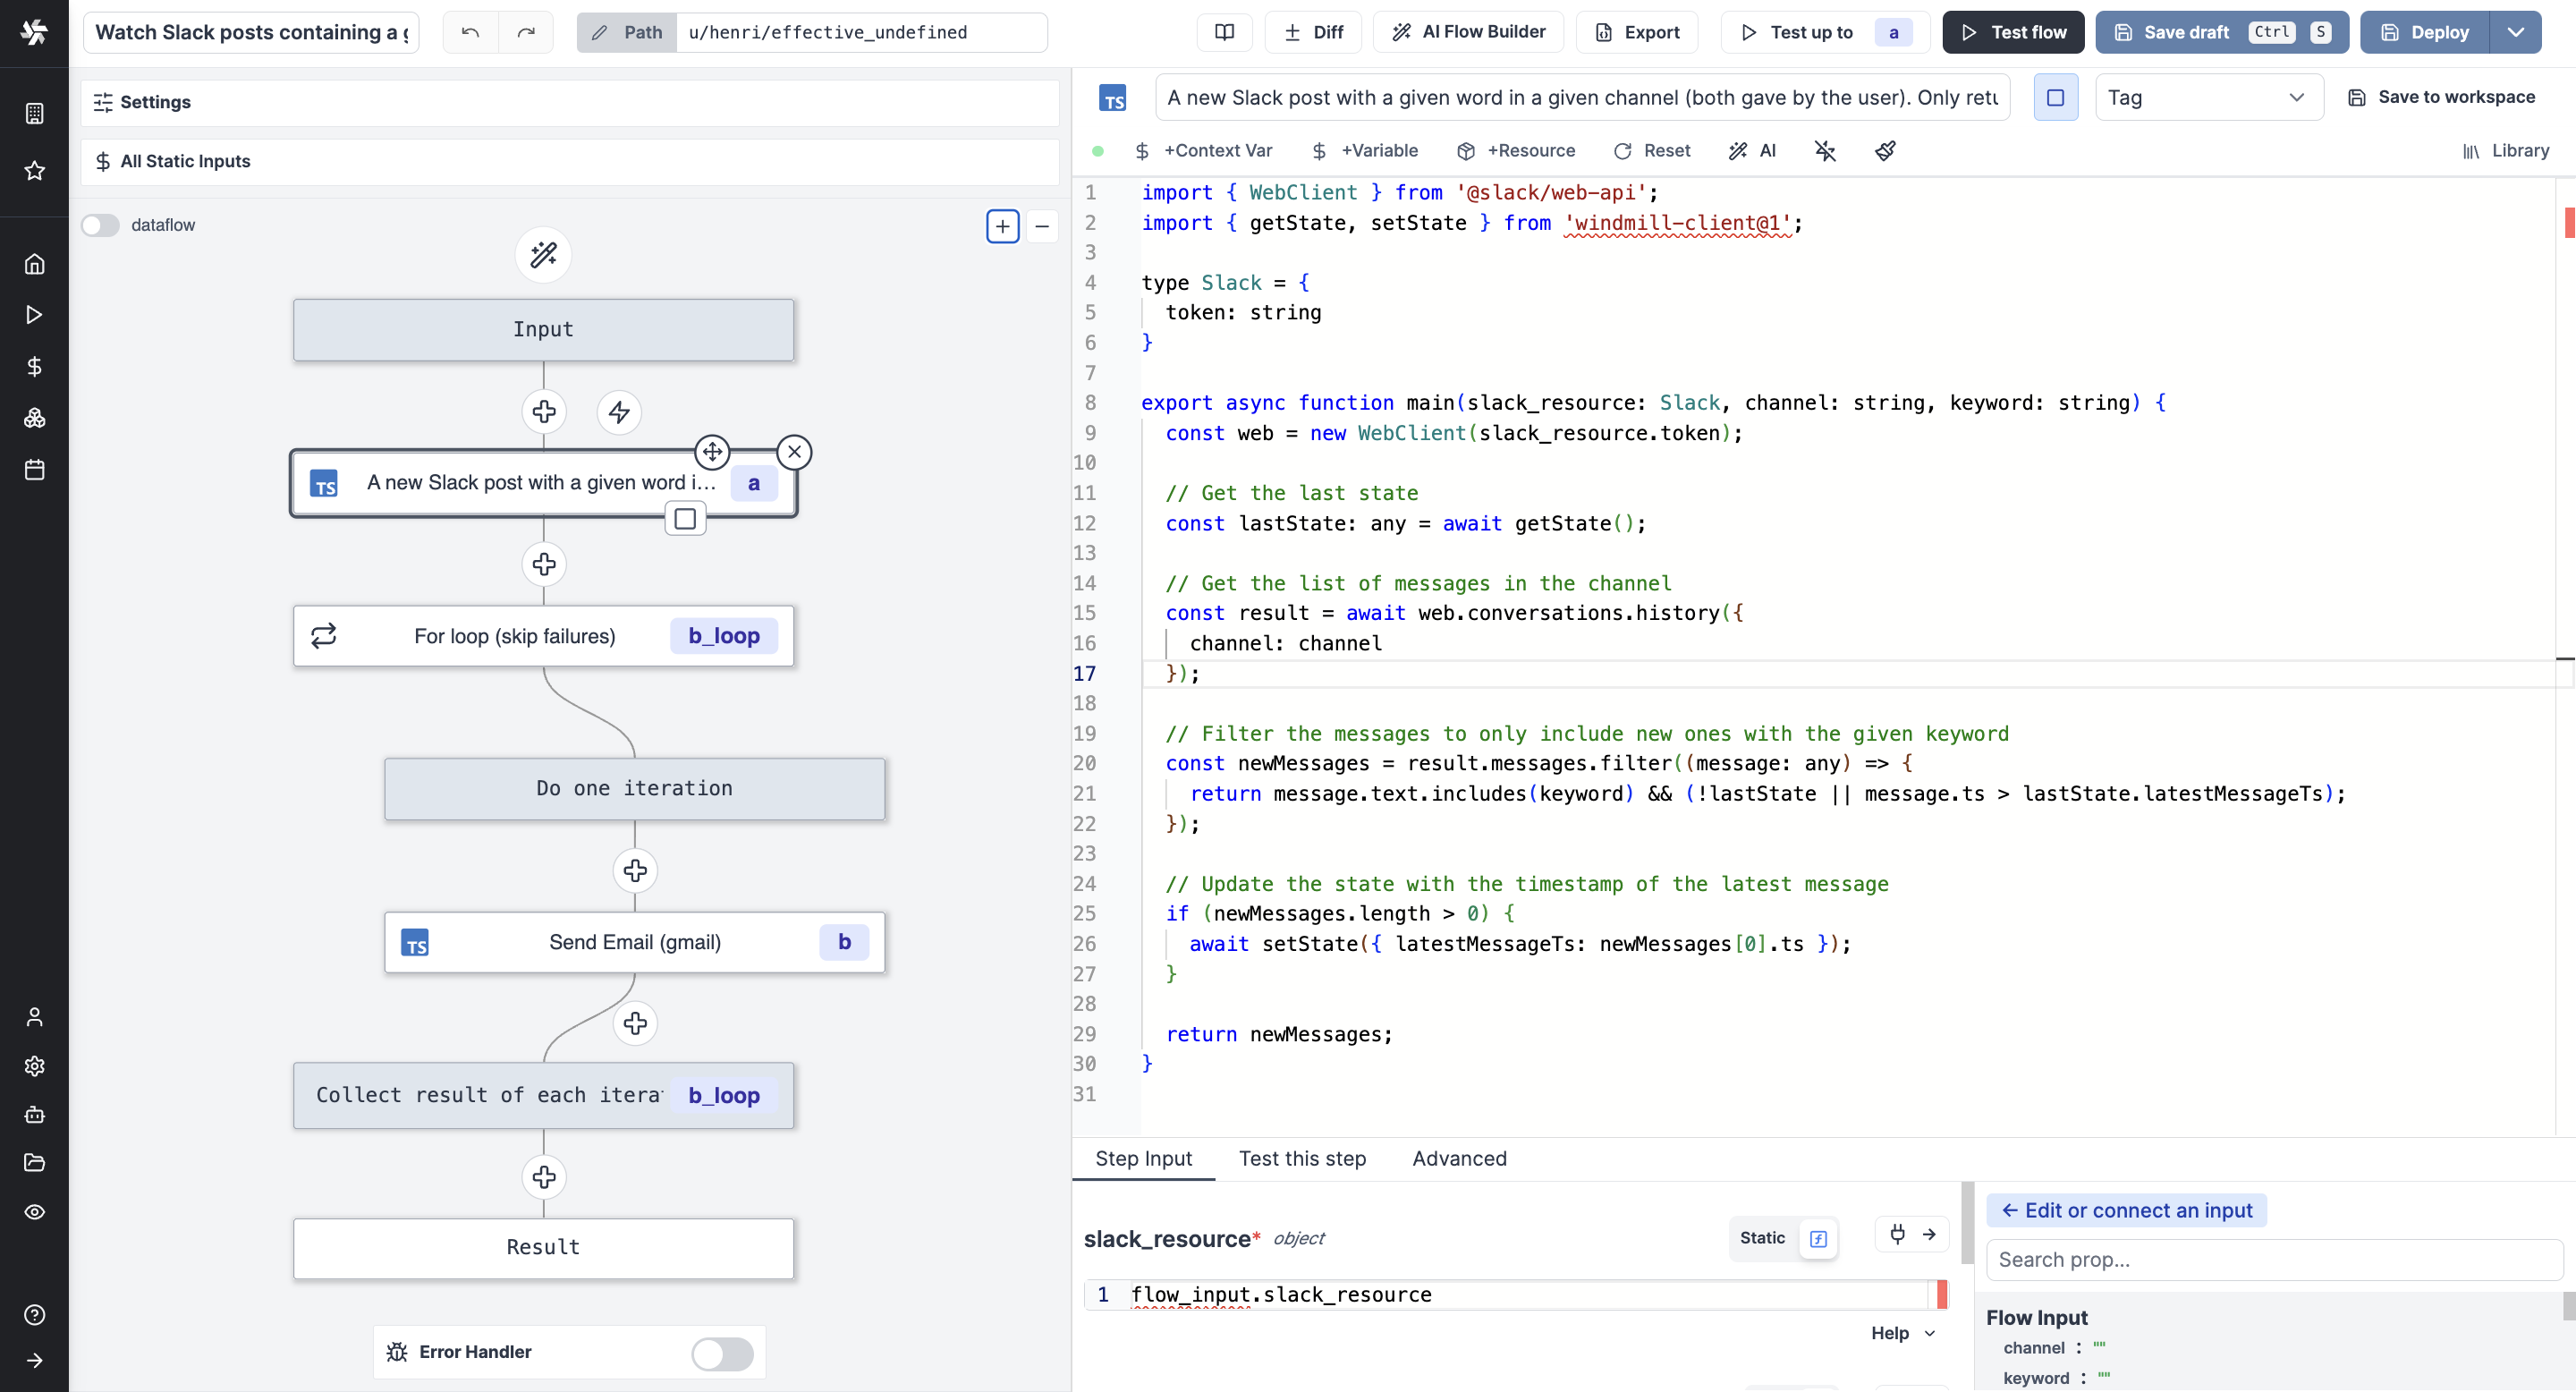 Watch Slack posts containing a g
Path u/henri/effective_undefined
Diff
AI Flow Builder
Export
Test up to a
Test flow
Save draft Ctrl S
Deploy
Settings
All Static Inputs
dataflow
Input
TS A new Slack post with a given word i... a
For loop (skip failures) b_loop
Do one iteration
TS Send Email (gmail) b
Collect result of each itera b_loop
Result
Error Handler
TS A new Slack post with a given word in a given channel (both gave by the user). Only retu
Tag
Save to workspace
+Context Var
+Variable
+Resource
Reset
AI
Library
1 import { WebClient } from '@slack/web-api';
2 import { getState, setState } from 'windmill-client@1';
3
4 type Slack = {
5 token: string
6 }
7
8 export async function main(slack_resource: Slack, channel: string, keyword: string) {
9 const web = new WebClient(slack_resource.token);
10
11 // Get the last state
12 const lastState: any = await getState();
13
14 // Get the list of messages in the channel
15 const result = await web.conversations.history({
16 channel: channel
17 });
18
19 // Filter the messages to only include new ones with the given keyword
20 const newMessages = result.messages.filter((message: any) => {
21 return message.text.includes(keyword) && (!lastState || message.ts > lastState.latestMessageTs);
22 });
23
24 // Update the state with the timestamp of the latest message
25 if (newMessages.length > 0) {
26 await setState({ latestMessageTs: newMessages[0].ts });
27 }
28
29 return newMessages;
30 }
31
Step Input
Test this step
Advanced
slack_resource* object
Static
1 flow_input.slack_resource
Help
← Edit or connect an input
Search prop...
Flow Input
channel : ""
keyword : ""